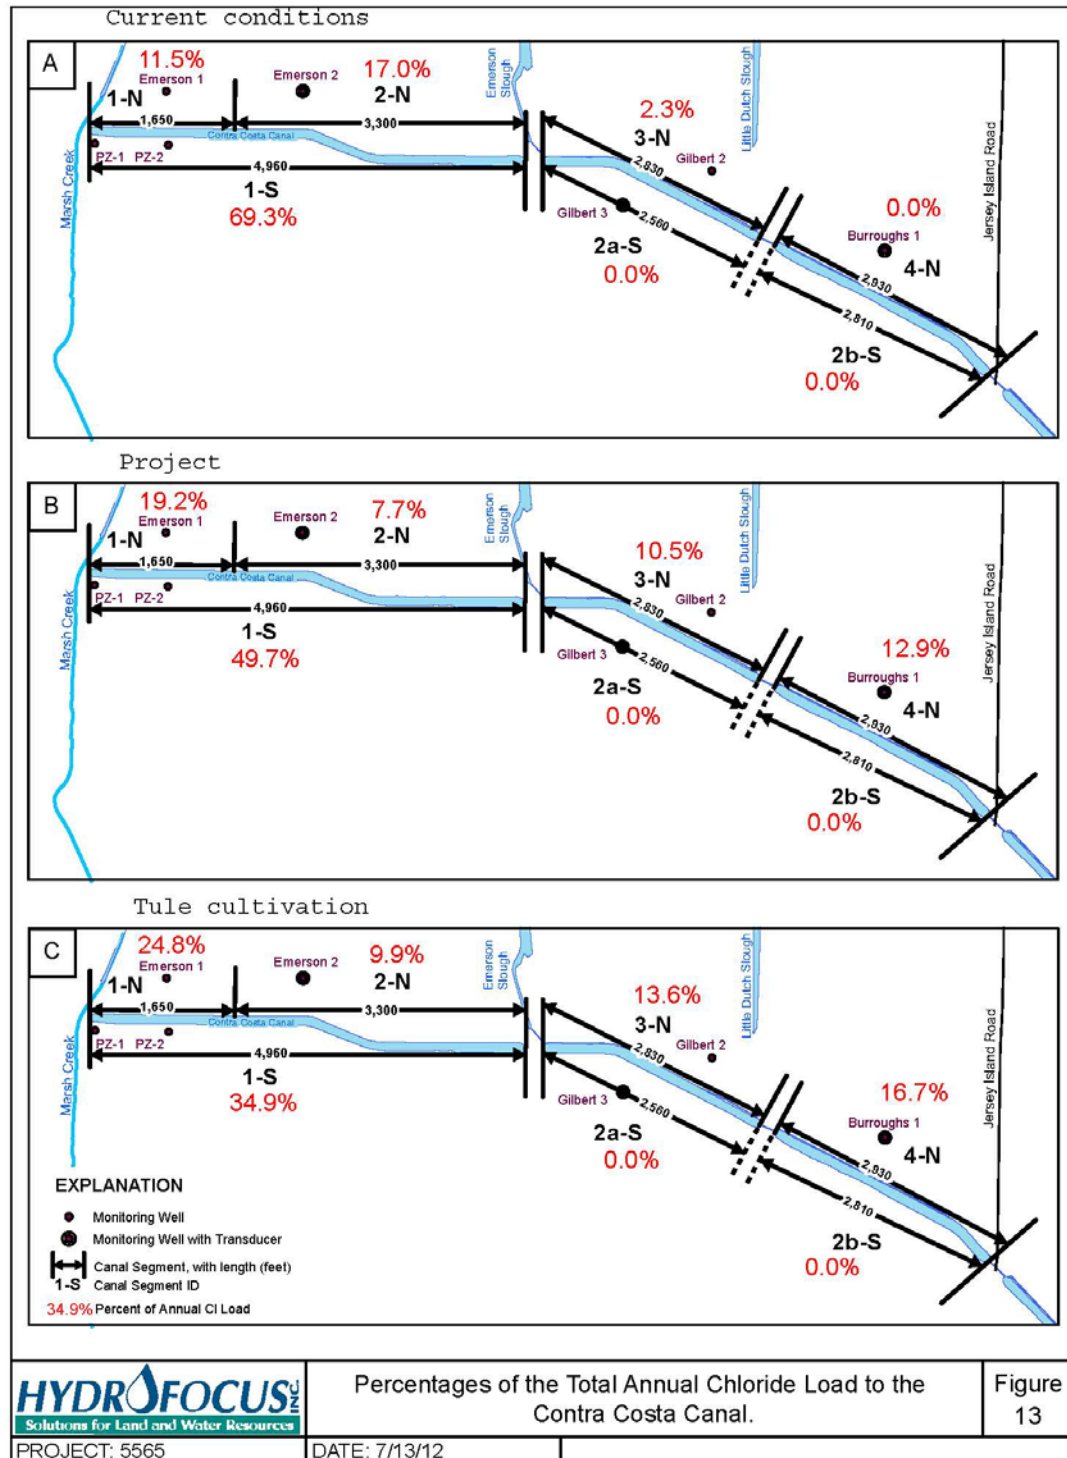 Current conditions
A
11.5%
Emerson 1
1-N
Emerson 2
17.0%
2-N
Emerson Slough
Little Dutch Slough
Jersey Island Road
Marsh Creek
1,650
3,300
Contra Costa Canal
PZ-1 PZ-2
4,960
1-S
69.3%
2.3%
3-N
2,830
Gilbert 2
Gilbert 3
2,560
2a-S
0.0%
0.0%
Burroughs 1
4-N
2,930
2,810
2b-S
0.0%
Project
B
19.2%
Emerson 1
1-N
Emerson 2
7.7%
2-N
Emerson Slough
Little Dutch Slough
Jersey Island Road
Marsh Creek
1,650
3,300
Contra Costa Canal
PZ-1 PZ-2
4,960
1-S
49.7%
10.5%
3-N
2,830
Gilbert 2
Gilbert 3
2,560
2a-S
0.0%
12.9%
Burroughs 1
4-N
2,930
2,810
2b-S
0.0%
Tule cultivation
C
24.8%
Emerson 1
1-N
Emerson 2
9.9%
2-N
Emerson Slough
Little Dutch Slough
Jersey Island Road
Marsh Creek
1,650
3,300
Contra Costa Canal
PZ-1 PZ-2
4,960
1-S
34.9%
13.6%
3-N
2,830
Gilbert 2
Gilbert 3
2,560
2a-S
0.0%
16.7%
Burroughs 1
4-N
2,930
2,810
2b-S
0.0%
EXPLANATION
Monitoring Well
Monitoring Well with Transducer
Canal Segment, with length (feet)
1-S Canal Segment ID
34.9% Percent of Annual Cl Load
HYDROFOCUS INC.
Solutions for Land and Water Resources
Percentages of the Total Annual Chloride Load to the
Contra Costa Canal.
Figure
13
PROJECT: 5565
DATE: 7/13/12